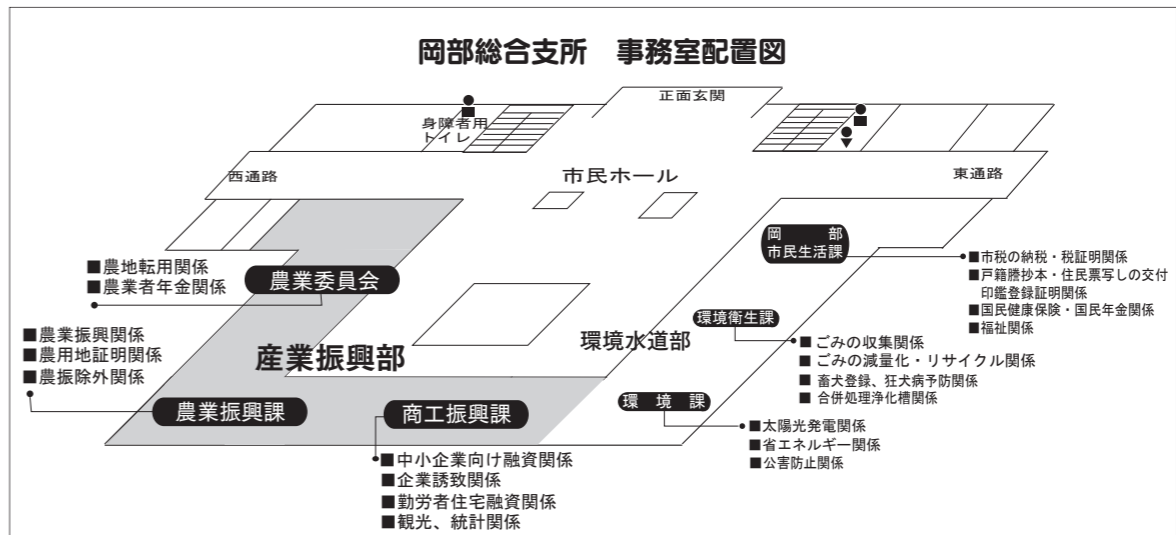 岡部総合支所　事務室配置図
正面玄関
身障者用
トイレ
西通路
市民ホール
東通路
岡　部
市民生活課
■市税の納税・税証明関係
■戸籍謄抄本・住民票写しの交付
印鑑登録証明関係
■国民健康保険・国民年金関係
■福祉関係
■農地転用関係
■農業者年金関係
農業委員会
■農業振興関係
■農用地証明関係
■農振除外関係
産業振興部
環境水道部
環境衛生課
■ごみの収集関係
■ごみの減量化・リサイクル関係
■畜犬登録、狂犬病予防関係
■合併処理浄化槽関係
農業振興課
商工振興課
環　境　課
■太陽光発電関係
■省エネルギー関係
■公害防止関係
■中小企業向け融資関係
■企業誘致関係
■勤労者住宅融資関係
■観光、統計関係